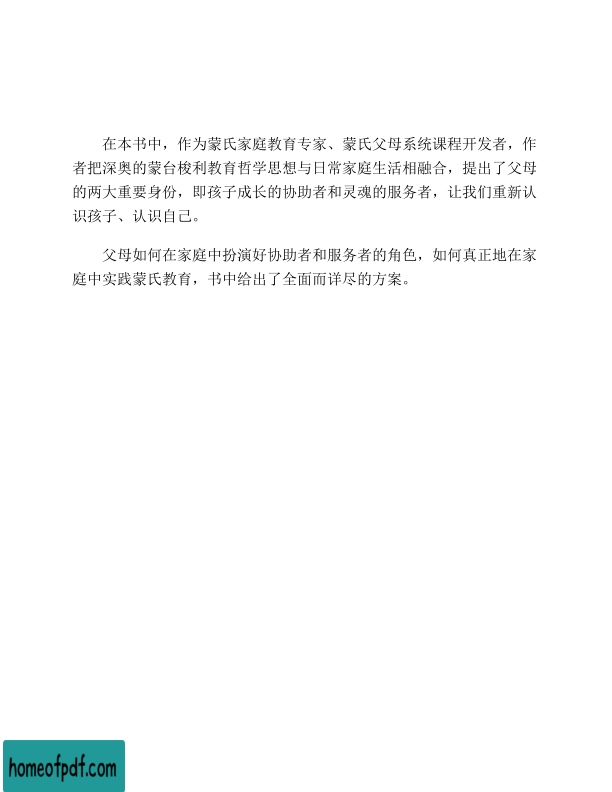 在本书中，作为蒙氏家庭教育专家、蒙氏父母系统课程开发者，作
者把深奥的蒙台梭利教育哲学思想与日常家庭生活相融合，提出了父母
的两大重要身份，即孩子成长的协助者和灵魂的服务者，让我们重新认
识孩子、认识自己。
父母如何在家庭中扮演好协助者和服务者的角色，如何真正地在家
庭中实践蒙氏教育，书中给出了全面而详尽的方案。
homeofpdf.com